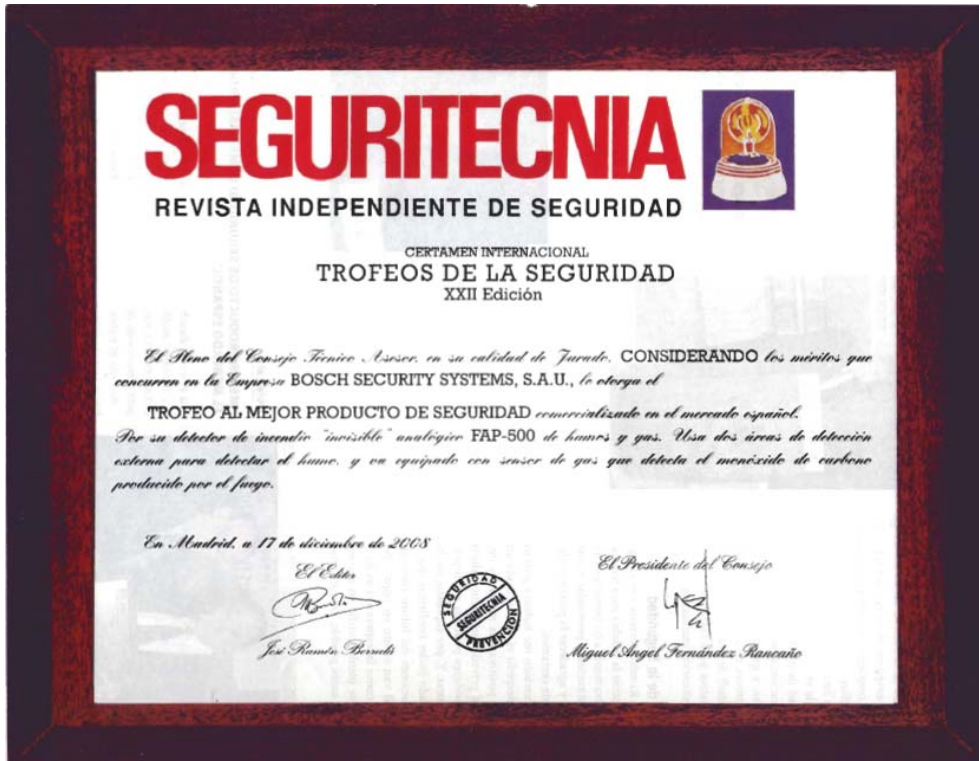 SEGURITECNIA
REVISTA INDEPENDIENTE DE SEGURIDAD
CERTAMEN INTERNACIONAL
TROFEOS DE LA SEGURIDAD
XXII Edición
El Pleno del Consejo Técnico Asesor, en su calidad de Jurado, CONSIDERANDO los méritos que
concurren en la Empresa BOSCH SECURITY SYSTEMS, S.A.U., le otorga el
TROFEO AL MEJOR PRODUCTO DE SEGURIDAD comercializado en el mercado español.
Por su detector de incendio "invisible" analógico FAP-500 de humos y gas. Usa dos áreas de detección
externa para detectar el humo, y va equipado con sensor de gas que detecta el monóxido de carbono
producido por el fuego.
En Madrid, a 17 de diciembre de 2008
El Editor
El Presidente del Consejo
SEGURIDAD
SEGURITECNIA
PREVENCIÓN
José Ramón Borredá
Miguel Ángel Fernández Rancaño